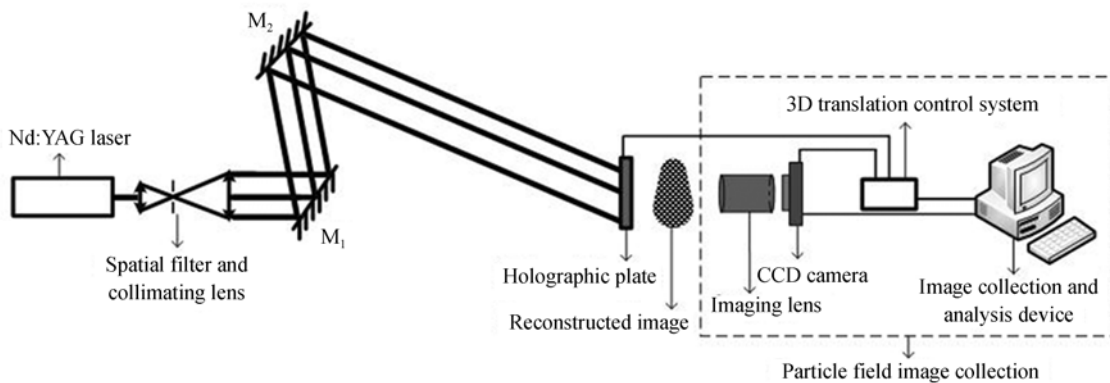 M2
3D translation control system
Nd:YAG laser
M1
Spatial filter and
collimating lens
Holographic plate
CCD camera
Imaging lens
Reconstructed image
Image collection and
analysis device
Particle field image collection